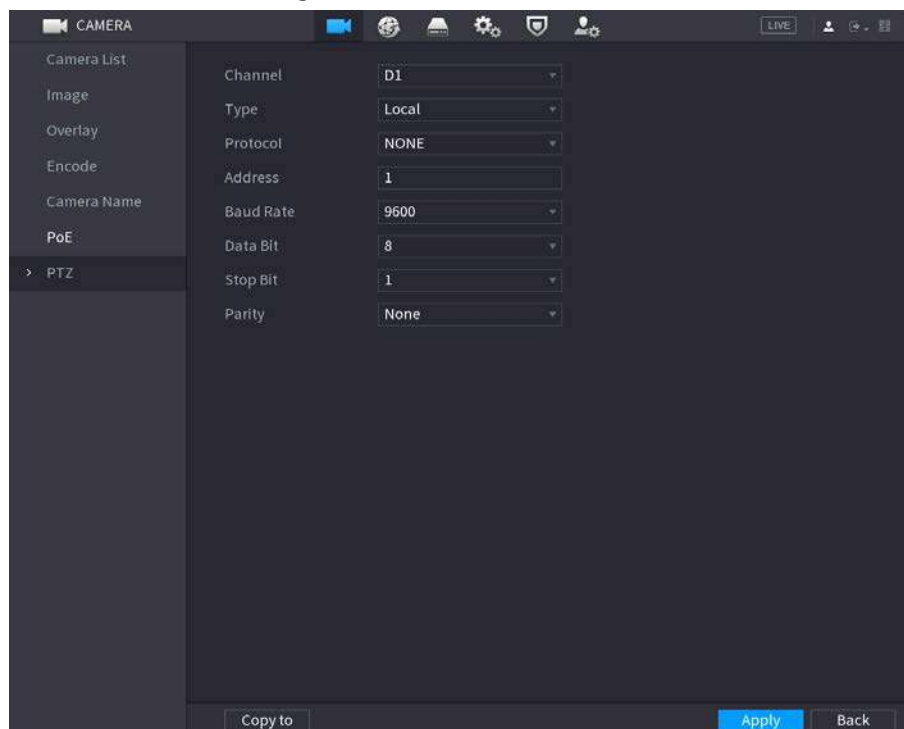 CAMERA
LIVE
Camera List
Image
Overlay
Encode
Camera Name
PoE
> PTZ
Channel D1
Type Local
Protocol NONE
Address 1
Baud Rate 9600
Data Bit 8
Stop Bit 1
Parity None
Copy to Apply Back